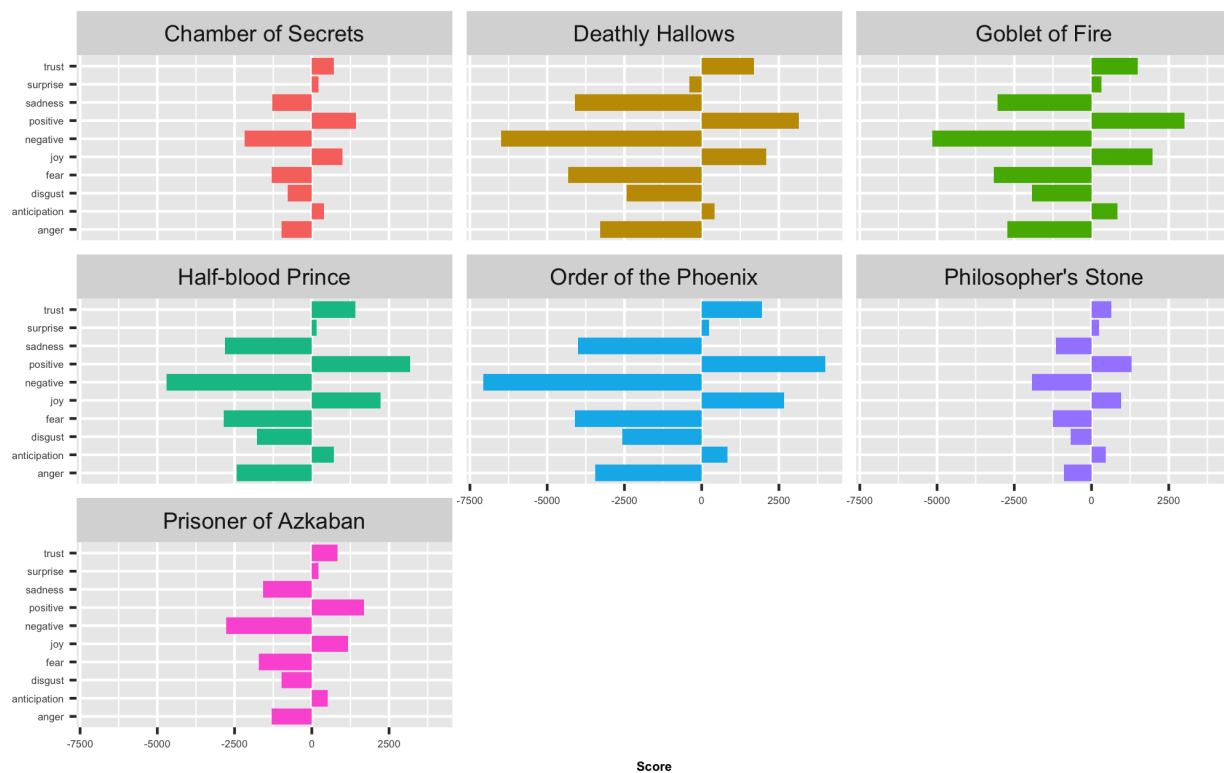 Chamber of Secrets
Deathly Hallows
Goblet of Fire
trust
surprise
sadness
positive
negative
joy
fear
disgust
anticipation
anger
Half-blood Prince
Order of the Phoenix
Philosopher's Stone
trust
surprise
sadness
positive
negative
joy
fear
disgust
anticipation
anger
-7500 -5000 -2500 0 2500
-7500 -5000 -2500 0 2500
Prisoner of Azkaban
trust
surprise
sadness
positive
negative
joy
fear
disgust
anticipation
anger
-7500 -5000 -2500 0 2500
Score